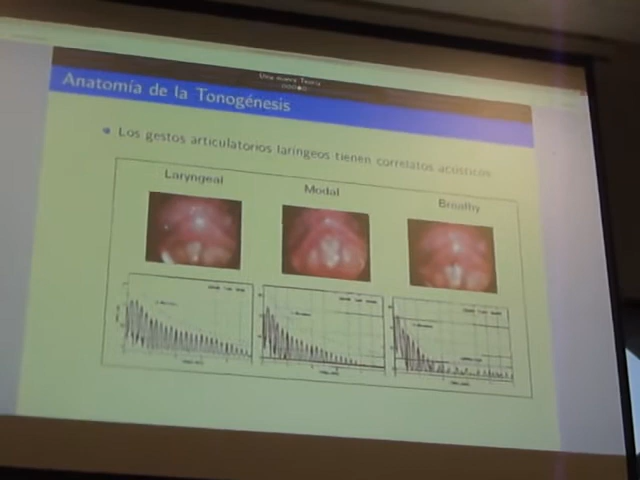 Una nueva Teoría
Anatomía de la Tonogénesis
Los gestos articulatorios laríngeos tienen correlatos acústicos
Laryngeal
Modal
Breathy